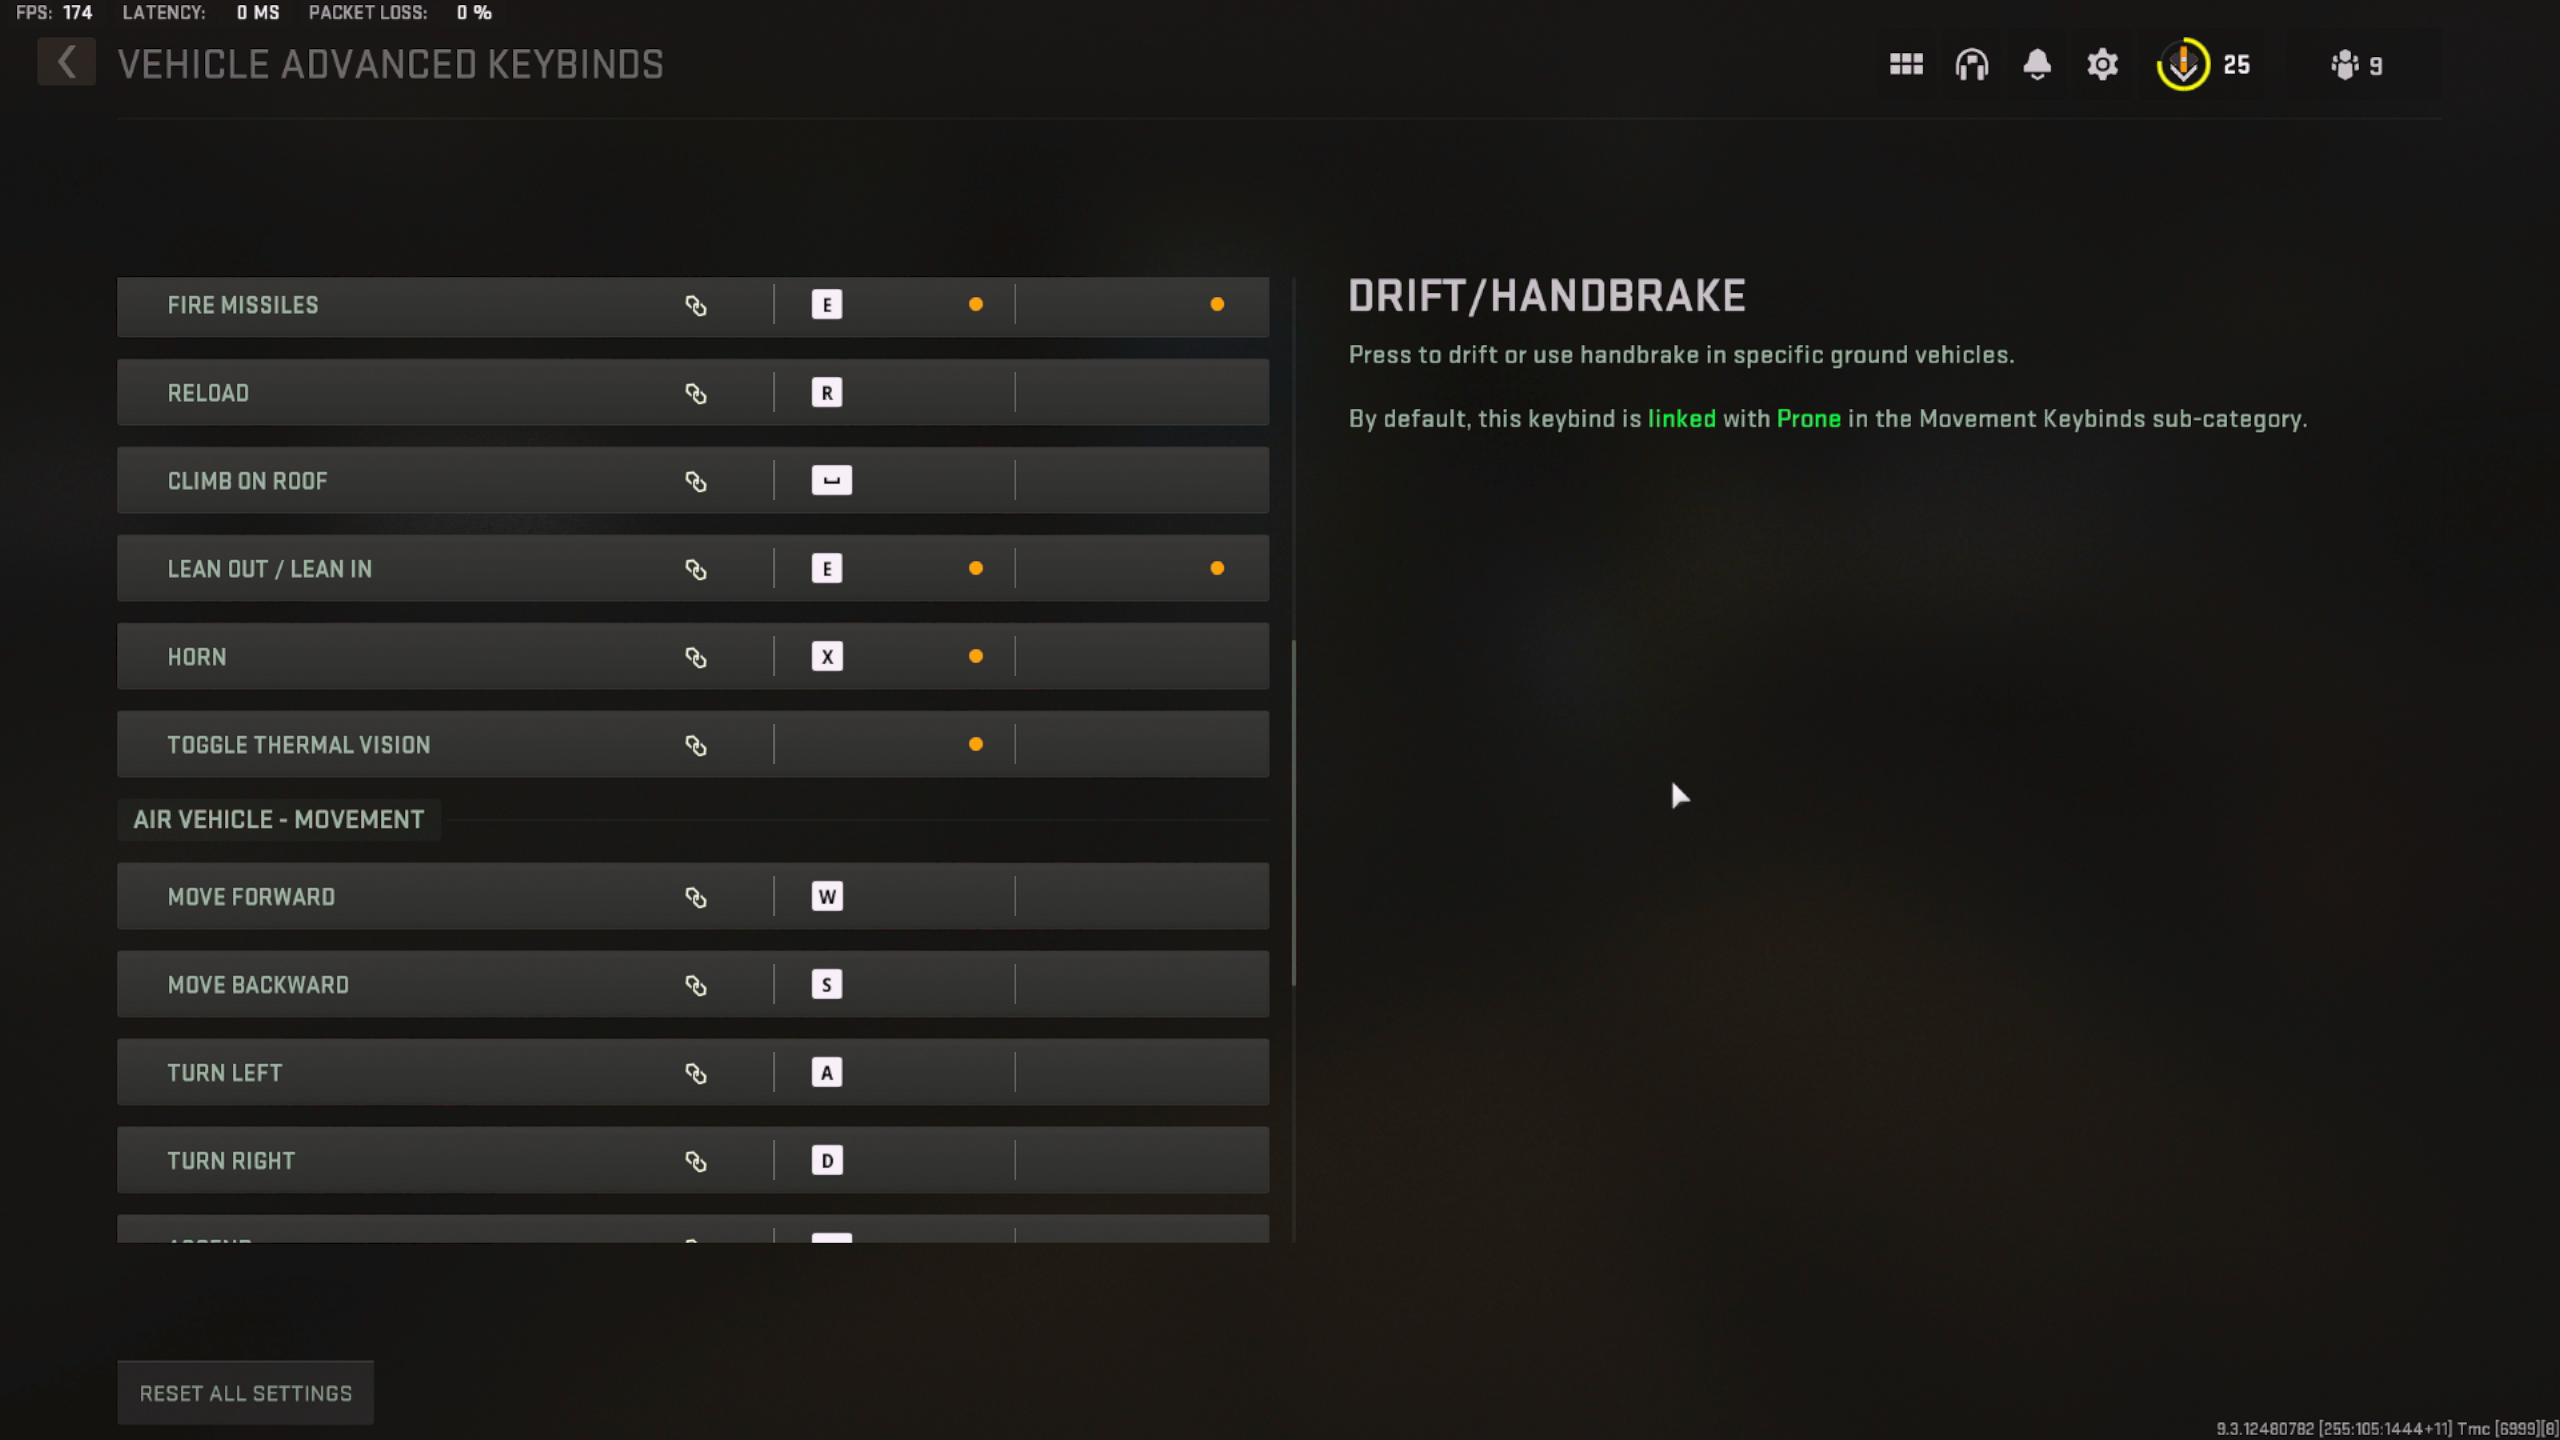 FPS: 174 LATENCY: 0 MS PACKET LOSS: 0 %
VEHICLE ADVANCED KEYBINDS
25
9
FIRE MISSILES E
RELOAD R
CLIMB ON ROOF
LEAN OUT / LEAN IN E
HORN X
TOGGLE THERMAL VISION
AIR VEHICLE - MOVEMENT
MOVE FORWARD W
MOVE BACKWARD S
TURN LEFT A
TURN RIGHT D
DRIFT/HANDBRAKE
Press to drift or use handbrake in specific ground vehicles.
By default, this keybind is linked with Prone in the Movement Keybinds sub-category.
RESET ALL SETTINGS
9.3.12480782 [255:105:1444+11] Tmc [6999][8]